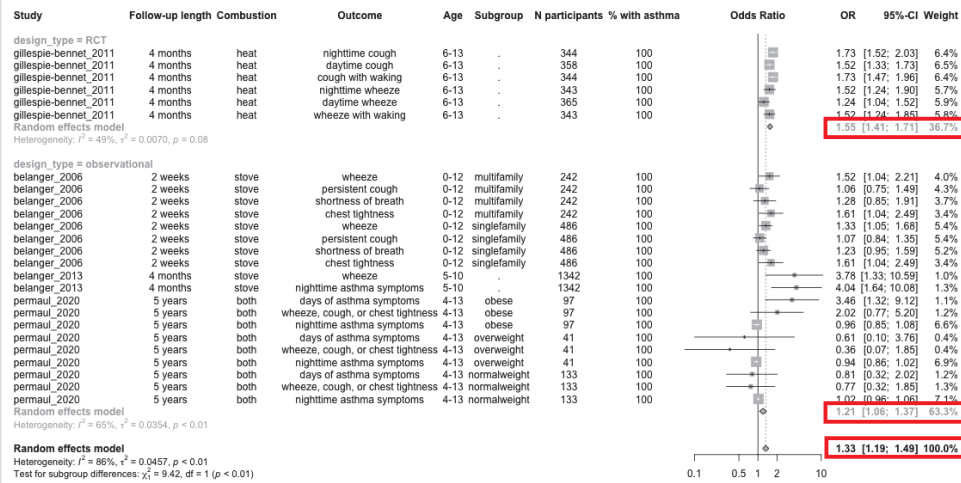 Study Follow-up length Combustion Outcome Age Subgroup N participants % with asthma Odds Ratio OR 95%-CI Weight
design_type = RCT
gillespie-bennet_2011 4 months heat nighttime cough 6-13 . 344 100 1.73 [1.52; 2.03] 6.4%
gillespie-bennet_2011 4 months heat daytime cough 6-13 . 358 100 1.52 [1.33; 1.73] 6.5%
gillespie-bennet_2011 4 months heat cough with waking 6-13 . 344 100 1.73 [1.47; 1.96] 6.4%
gillespie-bennet_2011 4 months heat nighttime wheeze 6-13 . 343 100 1.52 [1.24; 1.90] 5.7%
gillespie-bennet_2011 4 months heat daytime wheeze 6-13 . 365 100 1.24 [1.04; 1.52] 5.9%
gillespie-bennet_2011 4 months heat wheeze with waking 6-13 . 343 100 1.52 [1.24; 1.85] 5.8%
Random effects model 1.55 [1.41; 1.71] 36.7%
Heterogeneity: I² = 49%, τ² = 0.0070, p = 0.08
design_type = observational
belanger_2006 2 weeks stove wheeze 0-12 multifamily 242 100 1.52 [1.04; 2.21] 4.0%
belanger_2006 2 weeks stove persistent cough 0-12 multifamily 242 100 1.06 [0.75; 1.49] 4.3%
belanger_2006 2 weeks stove shortness of breath 0-12 multifamily 242 100 1.28 [0.85; 1.91] 3.7%
belanger_2006 2 weeks stove chest tightness 0-12 multifamily 242 100 1.61 [1.04; 2.49] 3.4%
belanger_2006 2 weeks stove wheeze 0-12 singlefamily 486 100 1.33 [1.05; 1.68] 5.4%
belanger_2006 2 weeks stove persistent cough 0-12 singlefamily 486 100 1.07 [0.84; 1.35] 5.4%
belanger_2006 2 weeks stove shortness of breath 0-12 singlefamily 486 100 1.23 [0.95; 1.59] 5.2%
belanger_2006 2 weeks stove chest tightness 0-12 singlefamily 486 100 1.61 [1.04; 2.49] 3.4%
belanger_2013 4 months stove wheeze 5-10 . 1342 100 3.78 [1.33; 10.59] 1.0%
belanger_2013 4 months stove nighttime asthma symptoms 5-10 . 1342 100 4.04 [1.64; 10.08] 1.3%
permaul_2020 5 years both days of asthma symptoms 4-13 obese 97 100 3.46 [1.32; 9.12] 1.1%
permaul_2020 5 years both wheeze, cough, or chest tightness 4-13 obese 97 100 2.02 [0.77; 5.20] 1.2%
permaul_2020 5 years both nighttime asthma symptoms 4-13 obese 97 100 0.96 [0.85; 1.08] 6.6%
permaul_2020 5 years both days of asthma symptoms 4-13 overweight 41 100 0.61 [0.10; 3.76] 0.4%
permaul_2020 5 years both wheeze, cough, or chest tightness 4-13 overweight 41 100 0.36 [0.07; 1.85] 0.4%
permaul_2020 5 years both nighttime asthma symptoms 4-13 overweight 41 100 0.94 [0.86; 1.02] 6.9%
permaul_2020 5 years both days of asthma symptoms 4-13 normalweight 133 100 0.81 [0.32; 2.02] 1.2%
permaul_2020 5 years both wheeze, cough, or chest tightness 4-13 normalweight 133 100 0.77 [0.32; 1.85] 1.3%
permaul_2020 5 years both nighttime asthma symptoms 4-13 normalweight 133 100 1.02 [0.96; 1.06] 7.1%
Random effects model 1.21 [1.06; 1.37] 63.3%
Heterogeneity: I² = 65%, τ² = 0.0354, p < 0.01
Random effects model 1.33 [1.19; 1.49] 100.0%
Heterogeneity: I² = 86%, τ² = 0.0457, p < 0.01
Test for subgroup differences: χ²₁ = 9.42, df = 1 (p < 0.01)
0.1 0.5 1 2 10